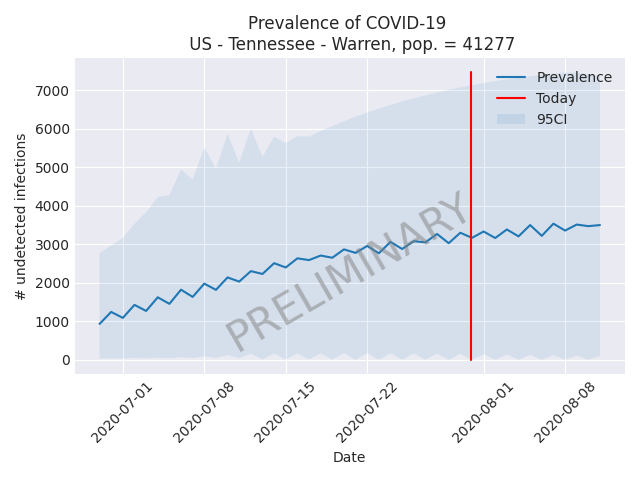 Prevalence of COVID-19
US - Tennessee - Warren, pop. = 41277
Prevalence
Today
95CI
7000
6000
5000
4000
3000
2000
1000
0
# undetected infections
PRELIMINARY
2020-07-01
2020-07-08
2020-07-15
2020-07-22
2020-08-01
2020-08-08
Date